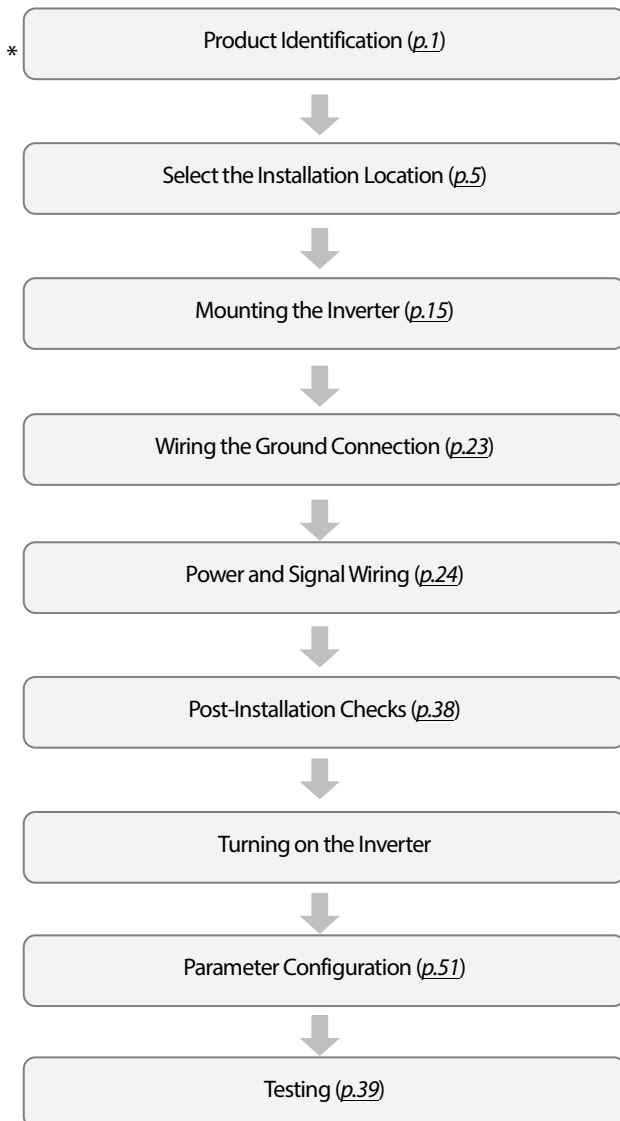 *
Product Identification (p.1)
Select the Installation Location (p.5)
Mounting the Inverter (p.15)
Wiring the Ground Connection (p.23)
Power and Signal Wiring (p.24)
Post-Installation Checks (p.38)
Turning on the Inverter
Parameter Configuration (p.51)
Testing (p.39)